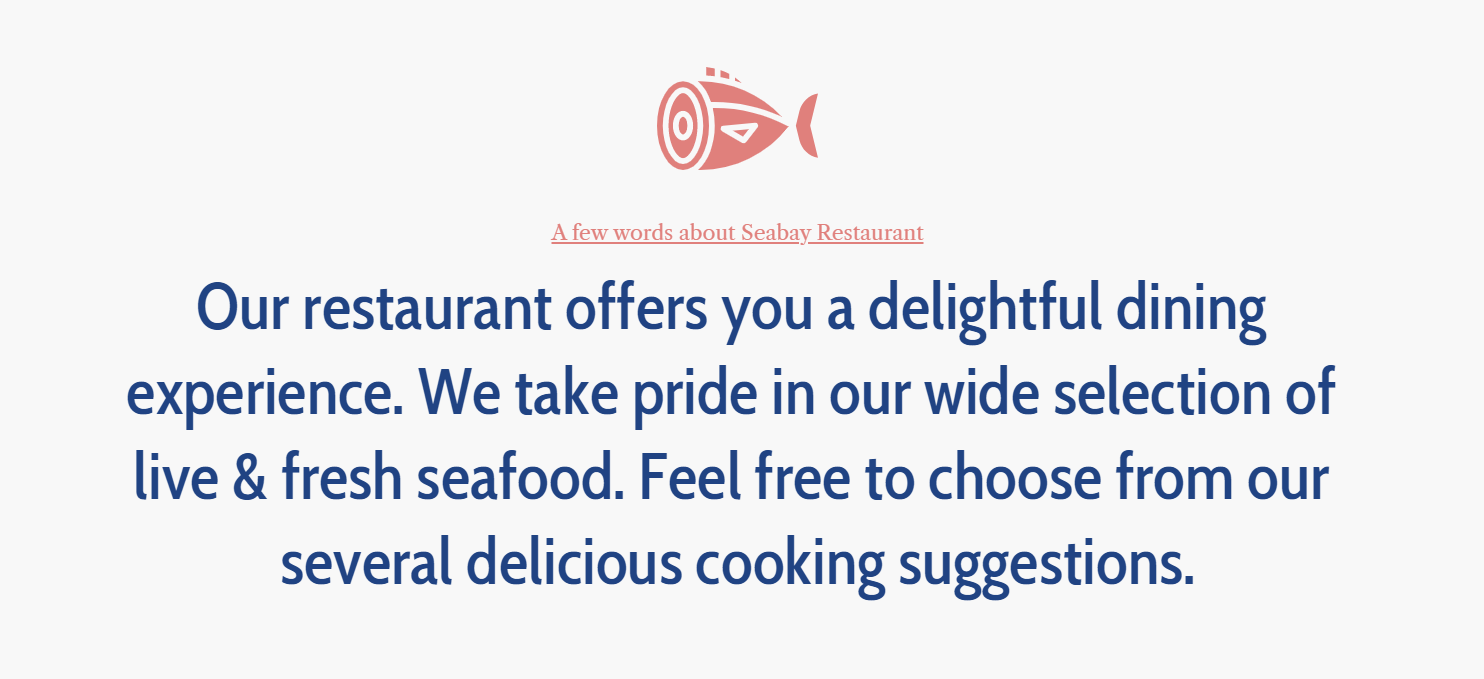 A few words about Seabay Restaurant
Our restaurant offers you a delightful dining
experience. We take pride in our wide selection of
live & fresh seafood. Feel free to choose from our
several delicious cooking suggestions.